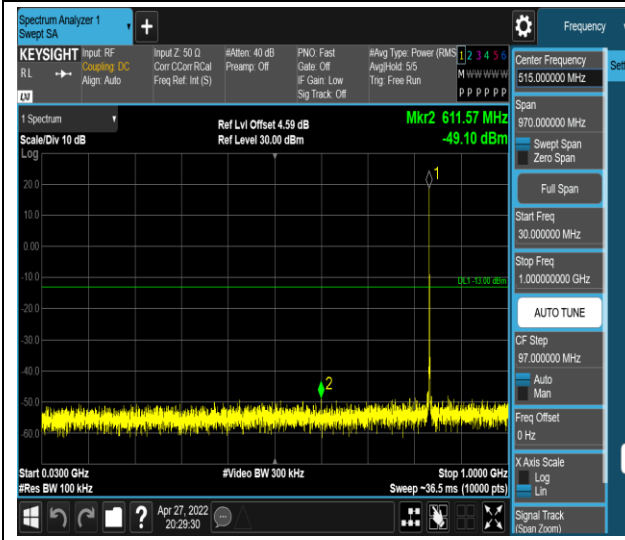 Spectrum Analyzer 1
Swept SA
+
Frequency
KEYSIGHT
RL
Input: RF
Coupling: DC
Align: Auto
Input Z: 50 Ω
Corr CCorr RCal
Freq Ref: Int (S)
#Atten: 40 dB
Preamp: Off
PNO: Fast
Gate: Off
IF Gain: Low
Sig Track: Off
#Avg Type: Power (RMS
Avg|Hold: 5/5
Trig: Free Run
1 2 3 4 5 6
M W W W W W
P P P P P P
LXI
1 Spectrum
Scale/Div 10 dB
Log
Ref Lvl Offset 4.59 dB
Ref Level 30.00 dBm
Mkr2 611.57 MHz
-49.10 dBm
1
20.0
10.0
0.00
-10.0
DL1 -13.00 dBm
-20.0
-30.0
-40.0
2
-50.0
-60.0
Start 0.0300 GHz
#Res BW 100 kHz
#Video BW 300 kHz
Stop 1.0000 GHz
Sweep ~36.5 ms (10000 pts)
?
Apr 27, 2022
20:29:30
Center Frequency
515.000000 MHz
Sett
Span
970.000000 MHz
Swept Span
Zero Span
Full Span
Start Freq
30.000000 MHz
Stop Freq
1.000000000 GHz
AUTO TUNE
CF Step
97.000000 MHz
Auto
Man
Freq Offset
0 Hz
X Axis Scale
Log
Lin
Signal Track
(Span Zoom)